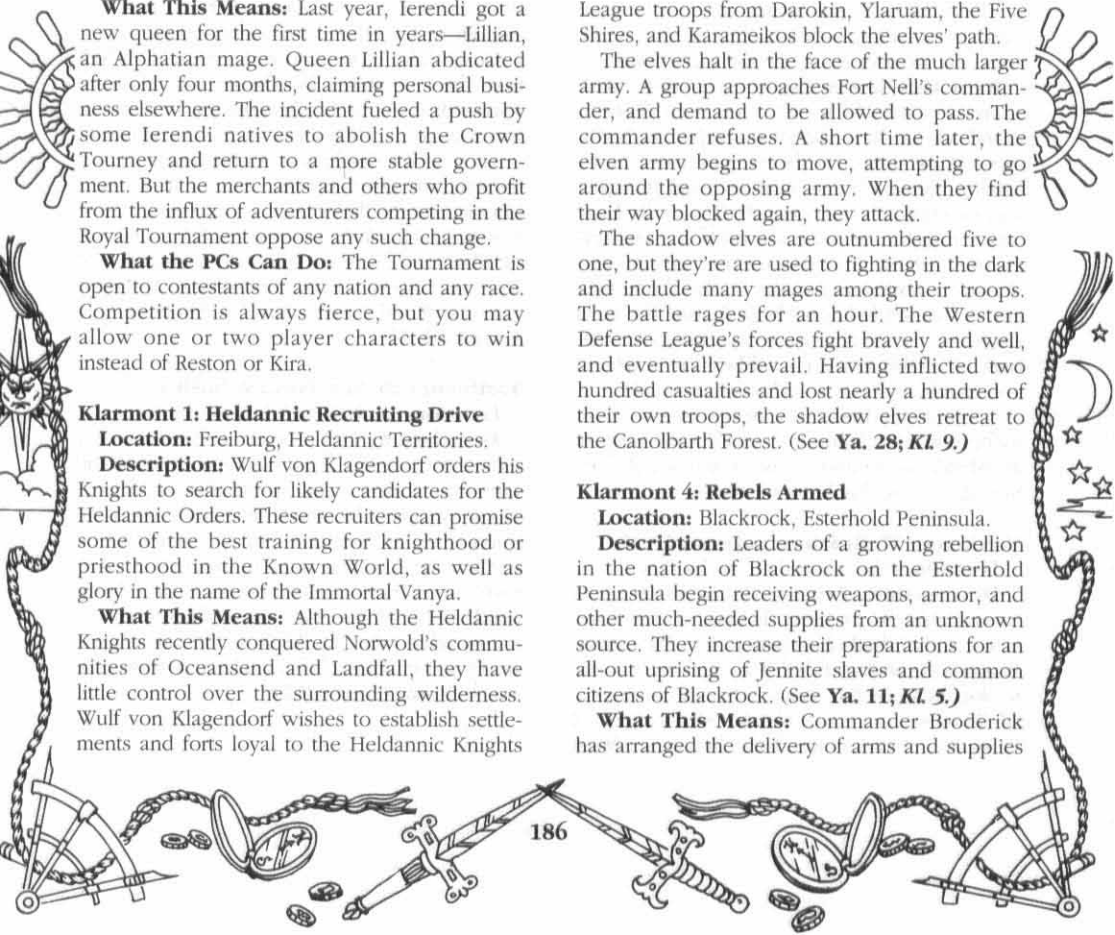 What This Means: Last year, Ierendi got a
new queen for the first time in years—Lillian,
an Alphatian mage. Queen Lillian abdicated
after only four months, claiming personal busi-
ness elsewhere. The incident fueled a push by
some Ierendi natives to abolish the Crown
Tourney and return to a more stable govern-
ment. But the merchants and others who profit
from the influx of adventurers competing in the
Royal Tournament oppose any such change.
What the PCs Can Do: The Tournament is
open to contestants of any nation and any race.
Competition is always fierce, but you may
allow one or two player characters to win
instead of Reston or Kira.
Klarmont 1: Heldannic Recruiting Drive
Location: Freiburg, Heldannic Territories.
Description: Wulf von Klagendorf orders his
Knights to search for likely candidates for the
Heldannic Orders. These recruiters can promise
some of the best training for knighthood or
priesthood in the Known World, as well as
glory in the name of the Immortal Vanya.
What This Means: Although the Heldannic
Knights recently conquered Norwold's commu-
nities of Oceansend and Landfall, they have
little control over the surrounding wilderness.
Wulf von Klagendorf wishes to establish settle-
ments and forts loyal to the Heldannic Knights
League troops from Darokin, Ylaruam, the Five
Shires, and Karameikos block the elves' path.
The elves halt in the face of the much larger
army. A group approaches Fort Nell's comman-
der, and demand to be allowed to pass. The
commander refuses. A short time later, the
elven army begins to move, attempting to go
around the opposing army. When they find
their way blocked again, they attack.
The shadow elves are outnumbered five to
one, but they're are used to fighting in the dark
and include many mages among their troops.
The battle rages for an hour. The Western
Defense League's forces fight bravely and well,
and eventually prevail. Having inflicted two
hundred casualties and lost nearly a hundred of
their own troops, the shadow elves retreat to
the Canolbarth Forest. (See Ya. 28; Kl. 9.)
Klarmont 4: Rebels Armed
Location: Blackrock, Esterhold Peninsula.
Description: Leaders of a growing rebellion
in the nation of Blackrock on the Esterhold
Peninsula begin receiving weapons, armor, and
other much-needed supplies from an unknown
source. They increase their preparations for an
all-out uprising of Jennite slaves and common
citizens of Blackrock. (See Ya. 11; Kl. 5.)
What This Means: Commander Broderick
has arranged the delivery of arms and supplies
186